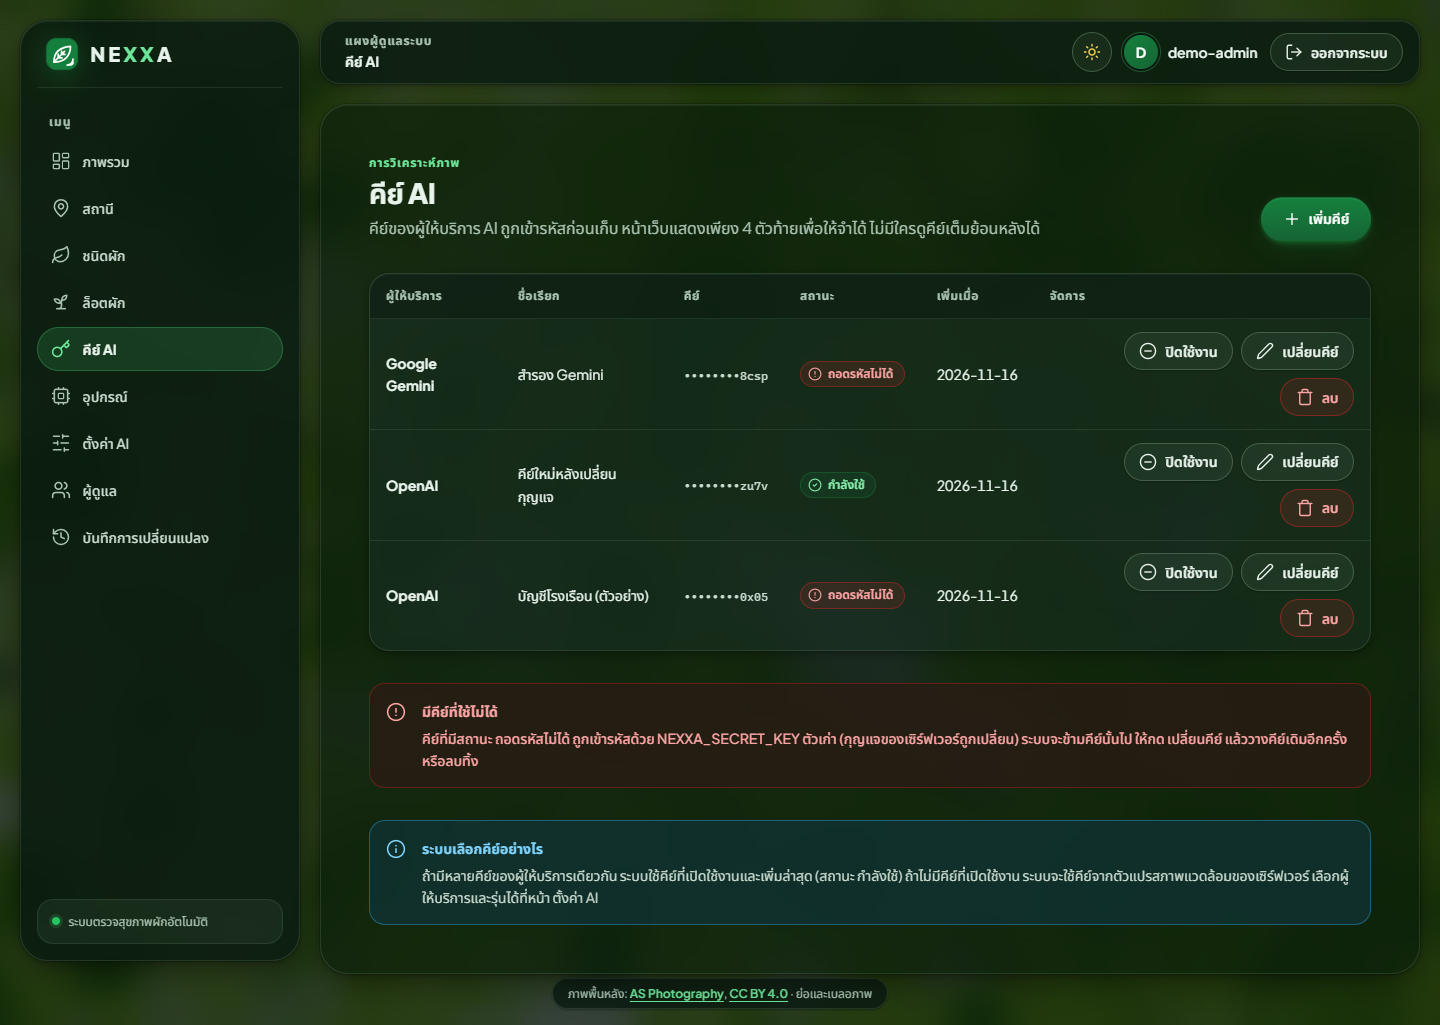 NEXXA
เมนู
ภาพรวม
สถานี
ชนิดผัก
ล็อตผัก
คีย์ AI
อุปกรณ์
ตั้งค่า AI
ผู้ดูแล
บันทึกการเปลี่ยนแปลง
ระบบตรวจสุขภาพผักอัตโนมัติ
แผงผู้ดูแลระบบ
คีย์ AI
D demo-admin ออกจากระบบ
การวิเคราะห์ภาพ
คีย์ AI
คีย์ของผู้ให้บริการ AI ถูกเข้ารหัสก่อนเก็บ หน้าเว็บแสดงเพียง 4 ตัวท้ายเพื่อให้จำได้ ไม่มีใครดูคีย์เต็มย้อนหลังได้
เพิ่มคีย์
ผู้ให้บริการ ชื่อเรียก คีย์ สถานะ เพิ่มเมื่อ จัดการ
Google Gemini สำรอง Gemini ••••••••8csp ถอดรหัสไม่ได้ 2026-11-16 ปิดใช้งาน เปลี่ยนคีย์
ลบ
OpenAI คีย์ใหม่หลังเปลี่ยนกุญแจ ••••••••zu7v กำลังใช้ 2026-11-16 ปิดใช้งาน เปลี่ยนคีย์
ลบ
OpenAI บัญชีโรงเรือน (ตัวอย่าง) ••••••••0x05 ถอดรหัสไม่ได้ 2026-11-16 ปิดใช้งาน เปลี่ยนคีย์
ลบ
มีคีย์ที่ใช้ไม่ได้
คีย์ที่มีสถานะ ถอดรหัสไม่ได้ ถูกเข้ารหัสด้วย NEXXA_SECRET_KEY ตัวเก่า (กุญแจของเซิร์ฟเวอร์ถูกเปลี่ยน) ระบบจะข้ามคีย์นั้นไป ให้กด เปลี่ยนคีย์ แล้ววางคีย์เดิมอีกครั้ง
หรือลบทิ้ง
ระบบเลือกคีย์อย่างไร
ถ้ามีหลายคีย์ของผู้ให้บริการเดียวกัน ระบบใช้คีย์ที่เปิดใช้งานและเพิ่มล่าสุด (สถานะ กำลังใช้) ถ้าไม่มีคีย์ที่เปิดใช้งาน ระบบจะใช้คีย์จากตัวแปรสภาพแวดล้อมของเซิร์ฟเวอร์ เลือกผู้
ให้บริการและรุ่นได้ที่หน้า ตั้งค่า AI
ภาพพื้นหลัง: AS Photography, CC BY 4.0 · ย่อและเบลอภาพ